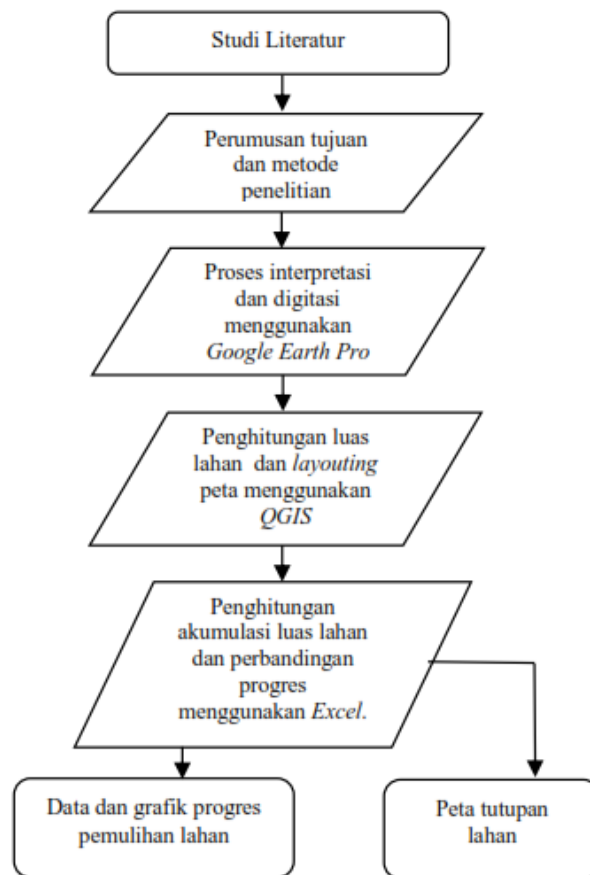 Studi Literatur
Perumusan tujuan
dan metode
penelitian
Proses interpretasi
dan digitasi
menggunakan
Google Earth Pro
Penghitungan luas
lahan dan layouting
peta menggunakan
QGIS
Penghitungan
akumulasi luas lahan
dan perbandingan
progres
menggunakan Excel.
Data dan grafik progres
pemulihan lahan
Peta tutupan
lahan